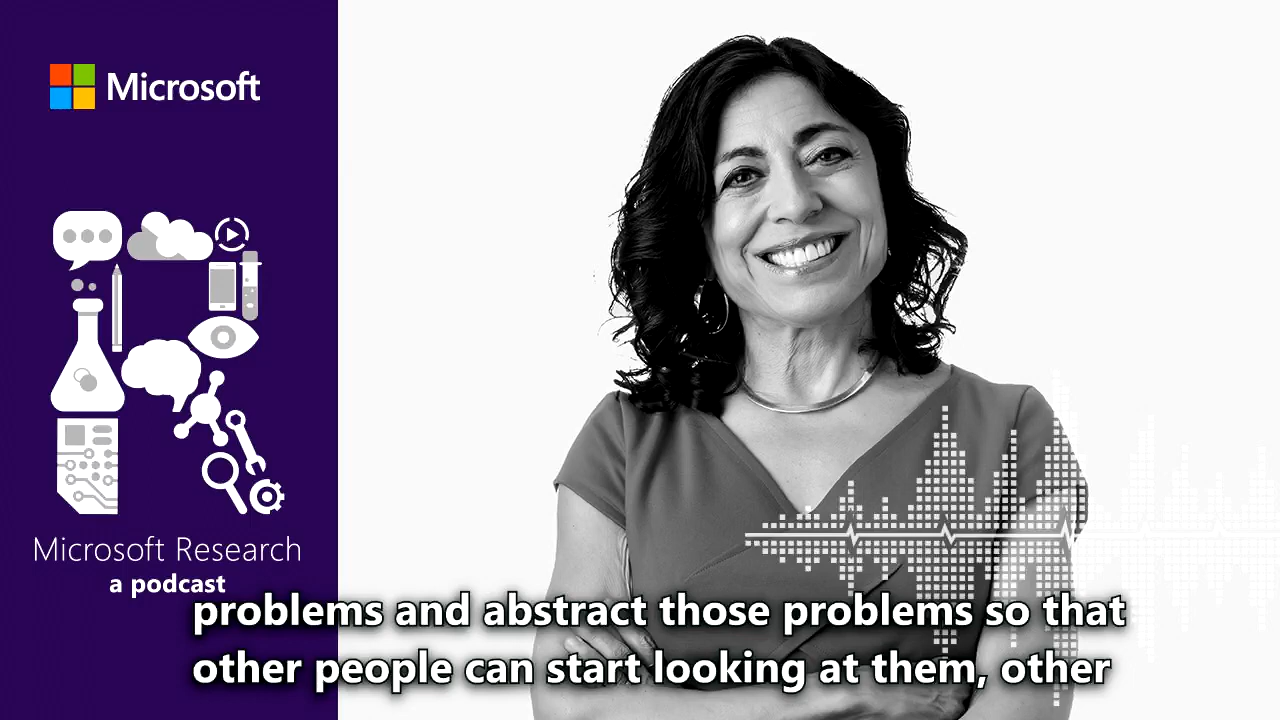 Microsoft
Microsoft Research
a podcast
problems and abstract those problems so that
other people can start looking at them, other